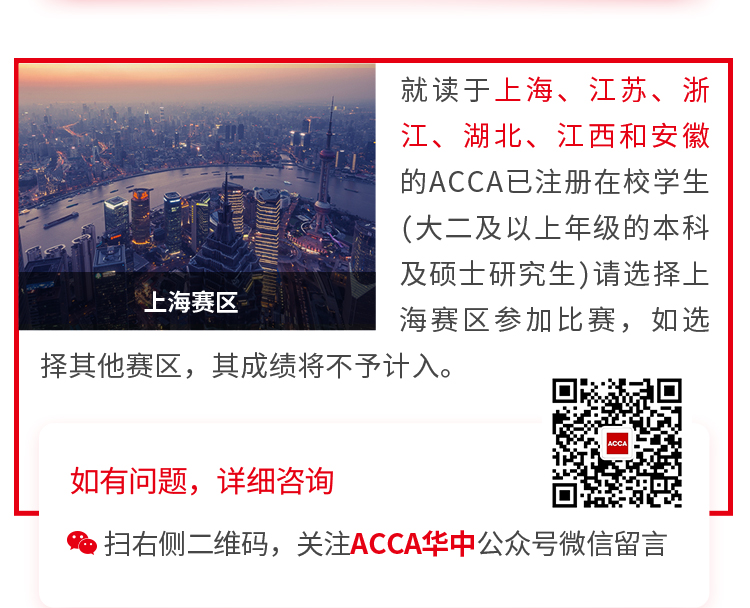 就读于上海、江苏、浙
江、湖北、江西和安徽
的ACCA已注册在校学生
(大二及以上年级的本科
及硕士研究生)请选择上
海赛区参加比赛，如选
择其他赛区，其成绩将不予计入。
上海赛区
ACCA
如有问题，详细咨询
扫右侧二维码，关注ACCA华中公众号微信留言